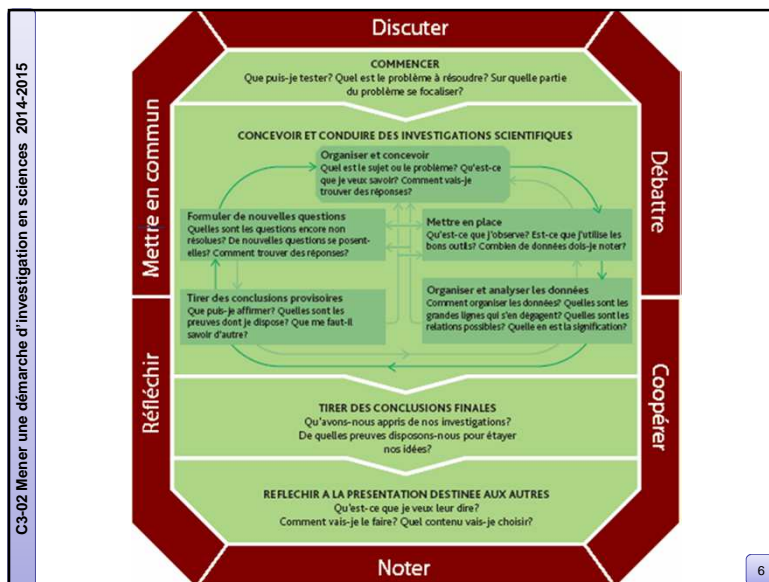 C3-02 Mener une démarche d'investigation en sciences 2014-2015
Discuter
Mettre en commun
Débattre
Réfléchir
Coopérer
Noter
COMMENCER
Que puis-je tester? Quel est le problème à résoudre? Sur quelle partie
du problème se focaliser?
CONCEVOIR ET CONDUIRE DES INVESTIGATIONS SCIENTIFIQUES
Organiser et concevoir
Quel est le sujet ou le problème? Qu'est-ce
que je veux savoir? Comment vais-je
trouver des réponses?
Formuler de nouvelles questions
Quelles sont les questions encore non
résolues? De nouvelles questions se posent-
elles? Comment trouver des réponses?
Mettre en place
Qu'est-ce que j'observe? Est-ce que j'utilise les
bons outils? Combien de données dois-je noter?
Tirer des conclusions provisoires
Que puis-je affirmer? Quelles sont les
preuves dont je dispose? Que me faut-il
savoir d'autre?
Organiser et analyser les données
Comment organiser les données? Quelles sont les
grandes lignes qui s'en dégagent? Quelles sont les
relations possibles? Quelle en est la signification?
TIRER DES CONCLUSIONS FINALES
Qu'avons-nous appris de nos investigations?
De quelles preuves disposons-nous pour étayer
nos idées?
REFLECHIR A LA PRESENTATION DESTINEE AUX AUTRES
Qu'est-ce que je veux leur dire?
Comment vais-je le faire? Quel contenu vais-je choisir?
6